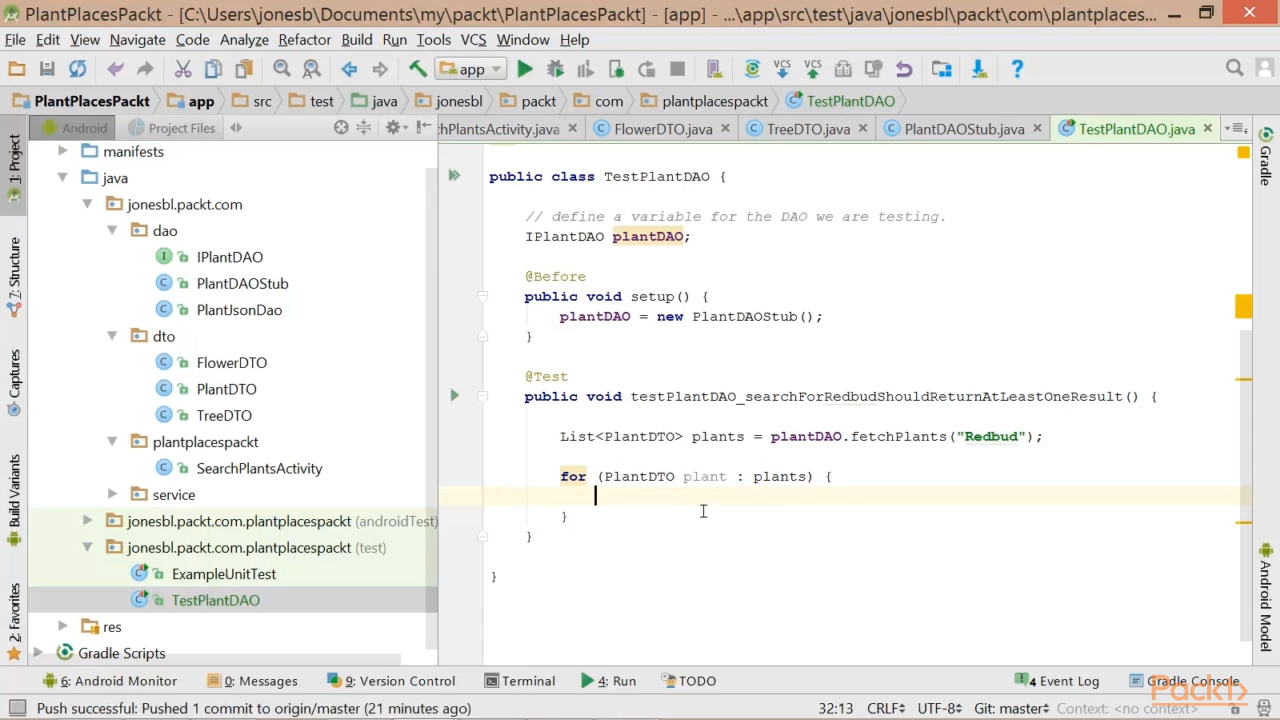 PlantPlacesPackt - [C:\Users\jonesb\Documents\my\packt\PlantPlacesPackt] - [app] - ...\app\src\test\java\jonesbl\packt\com\plantplaces...
File Edit View Navigate Code Analyze Refactor Build Run Tools VCS Window Help
app VCS VCS ?
PlantPlacesPackt app src test java jonesbl packt com plantplacespackt TestPlantDAO
Android Project Files
chPlantsActivity.java FlowerDTO.java TreeDTO.java PlantDAOStub.java TestPlantDAO.java
1: Project
7: Structure
Captures
Build Variants
2: Favorites
manifests
java
jonesbl.packt.com
dao
IPlantDAO
PlantDAOStub
PlantJsonDao
dto
FlowerDTO
PlantDTO
TreeDTO
plantplacespackt
SearchPlantsActivity
service
jonesbl.packt.com.plantplacespackt (androidTest)
jonesbl.packt.com.plantplacespackt (test)
ExampleUnitTest
TestPlantDAO
res
Gradle Scripts
public class TestPlantDAO {
// define a variable for the DAO we are testing.
IPlantDAO plantDAO;
@Before
public void setup() {
plantDAO = new PlantDAOStub();
}
@Test
public void testPlantDAO_searchForRedbudShouldReturnAtLeastOneResult() {
List<PlantDTO> plants = plantDAO.fetchPlants("Redbud");
for (PlantDTO plant : plants) {
}
}
}
Gradle
Android Model
6: Android Monitor 0: Messages 9: Version Control Terminal 4: Run TODO 4 Event Log Gradle Console
Packt
Push successful: Pushed 1 commit to origin/master (21 minutes ago) 32:13 CRLF UTF-8 Git: master Context: <no context>